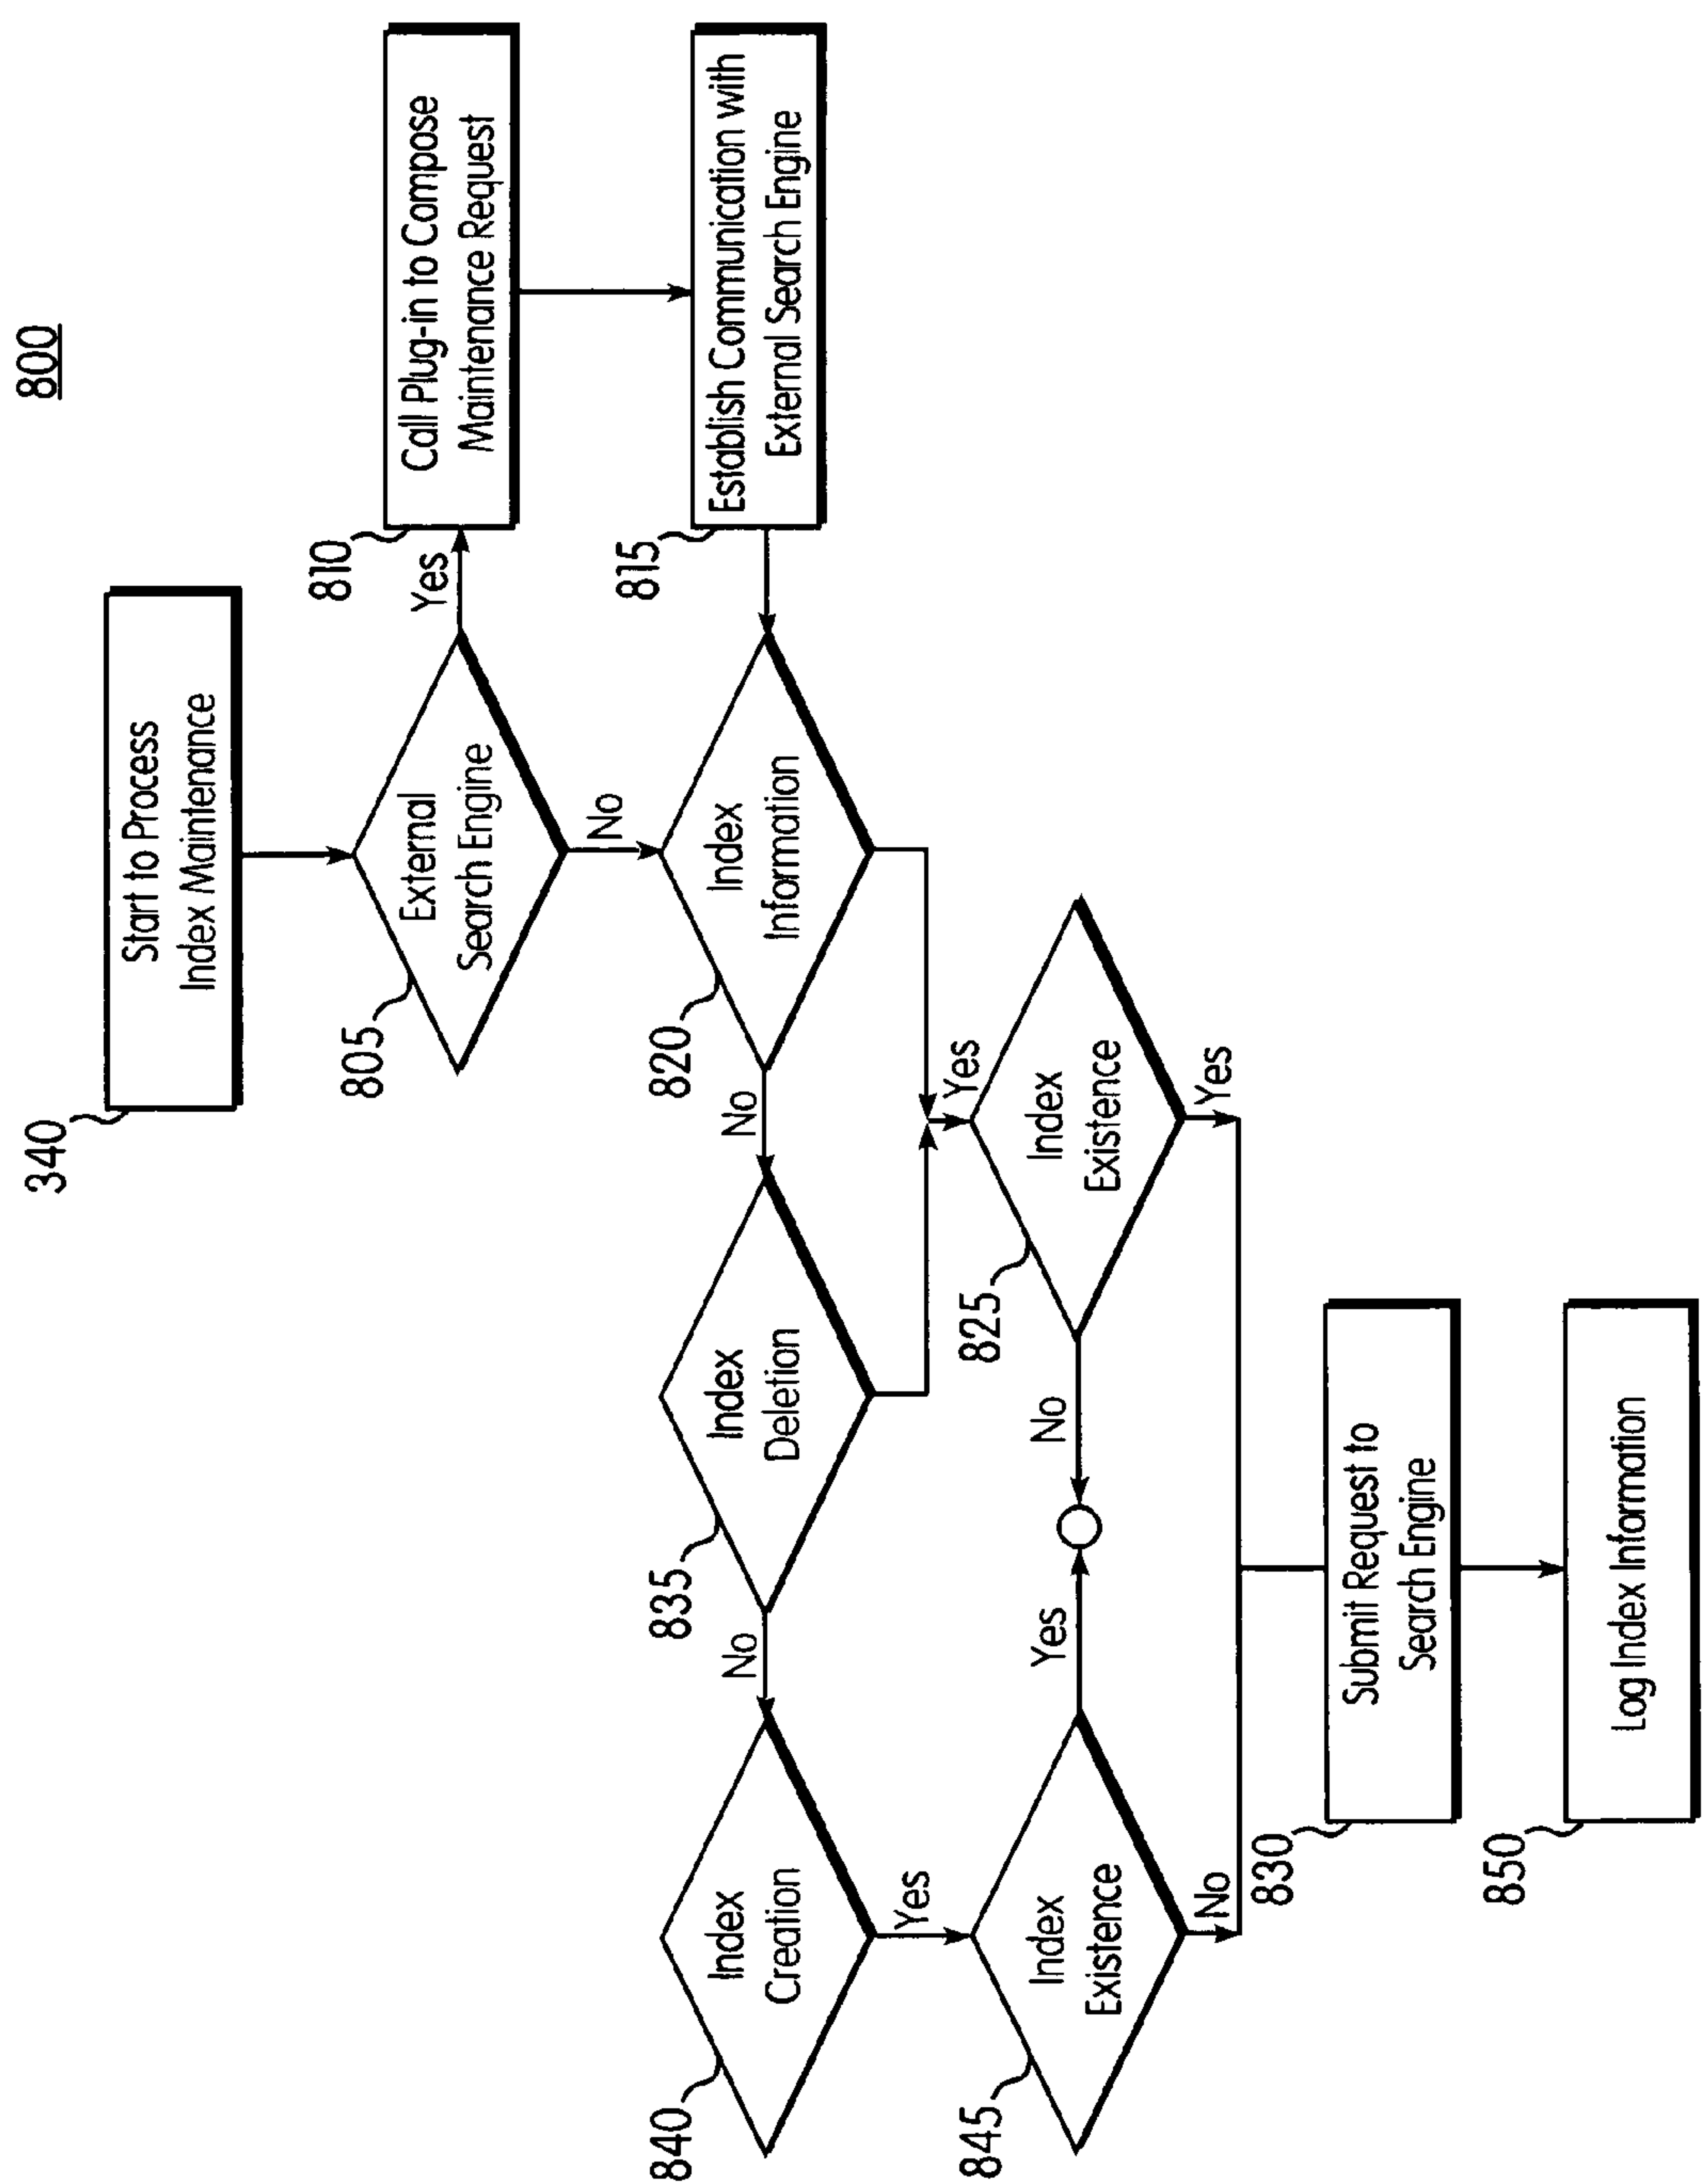 800
340
Start to Process
Index Maintenance
805
External
Search Engine
Yes
810
Call Plug-in to Compose
Maintenance Request
No
815
Establish Communication with
External Search Engine
820
Index
Information
No
835
Index
Deletion
No
840
Index
Creation
Yes
Yes
825
Index
Existence
No
Yes
845
Index
Existence
Yes
No
830
Submit Request to
Search Engine
850
Log Index Information